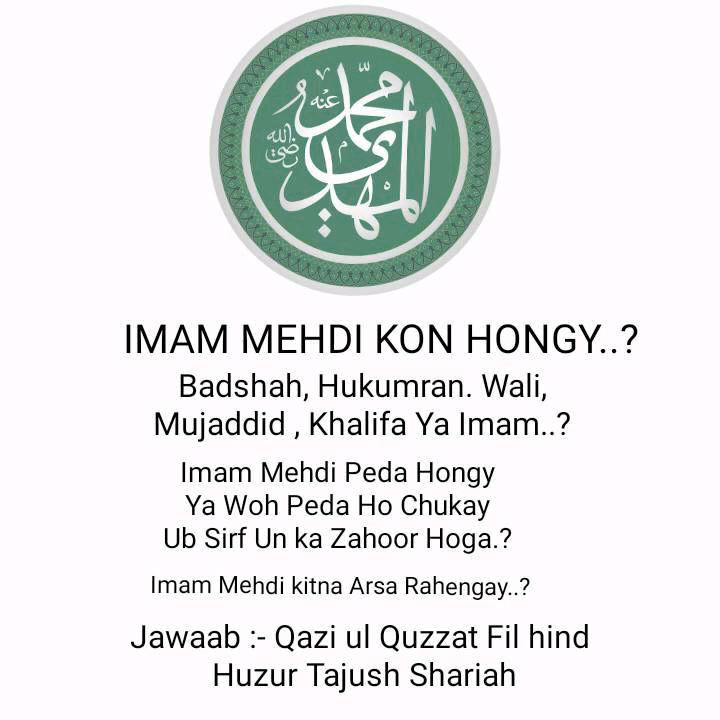 محمد المهدي
عنه
رضي الله
IMAM MEHDI KON HONGY..?
Badshah, Hukumran. Wali,
Mujaddid , Khalifa Ya Imam..?
Imam Mehdi Peda Hongy
Ya Woh Peda Ho Chukay
Ub Sirf Un ka Zahoor Hoga.?
Imam Mehdi kitna Arsa Rahengay..?
Jawaab :- Qazi ul Quzzat Fil hind
Huzur Tajush Shariah